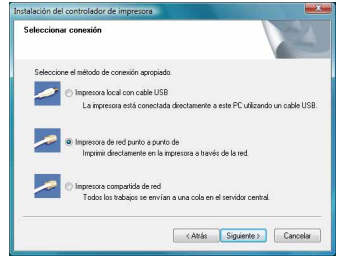 Instalación del controlador de impresora
Seleccionar conexión
Seleccione el método de conexión apropiado.
Impresora local con cable USB
La impresora está conectada directamente a este PC utilizando un cable USB.
Impresora de red punto a punto de
Imprimir directamente en la impresora a través de la red.
Impresora compartida de red
Todos los trabajos se envían a una cola en el servidor central.
< Atrás Siguiente > Cancelar